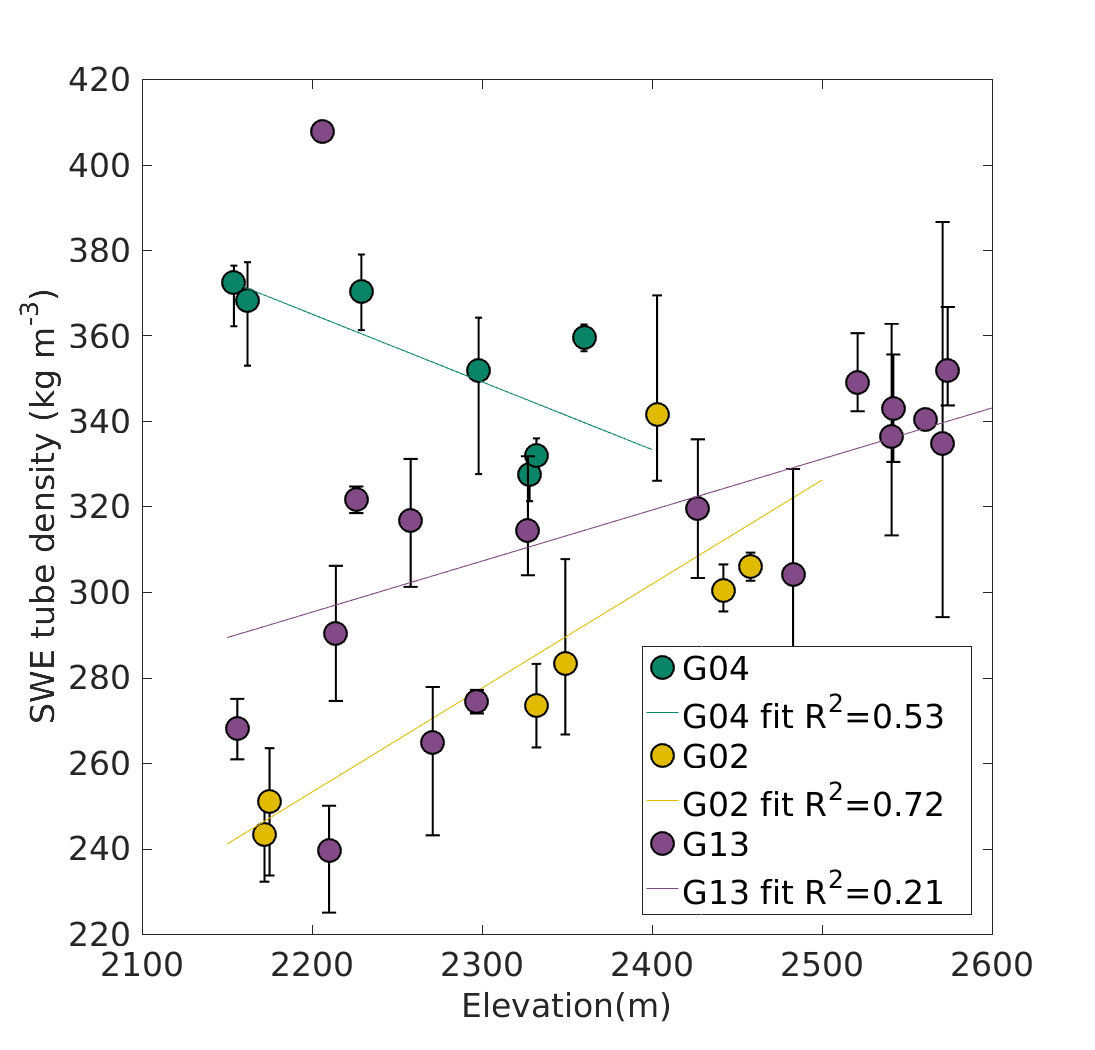 420
400
380
360
340
320
300
280
260
240
220
SWE tube density (kg m⁻³)
G04
G04 fit R²=0.53
G02
G02 fit R²=0.72
G13
G13 fit R²=0.21
2100 2200 2300 2400 2500 2600
Elevation(m)